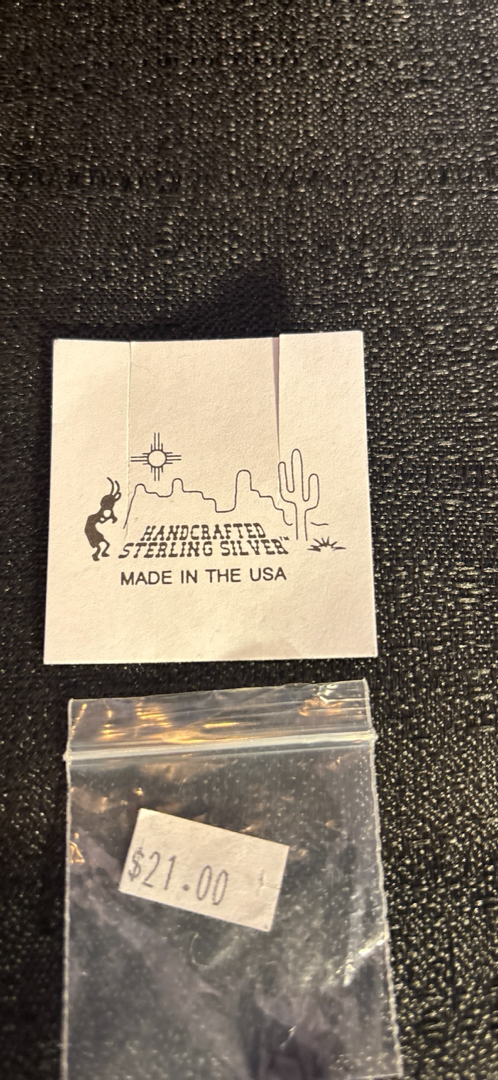 HANDCRAFTED
STERLING SILVER™
MADE IN THE USA
$21.00